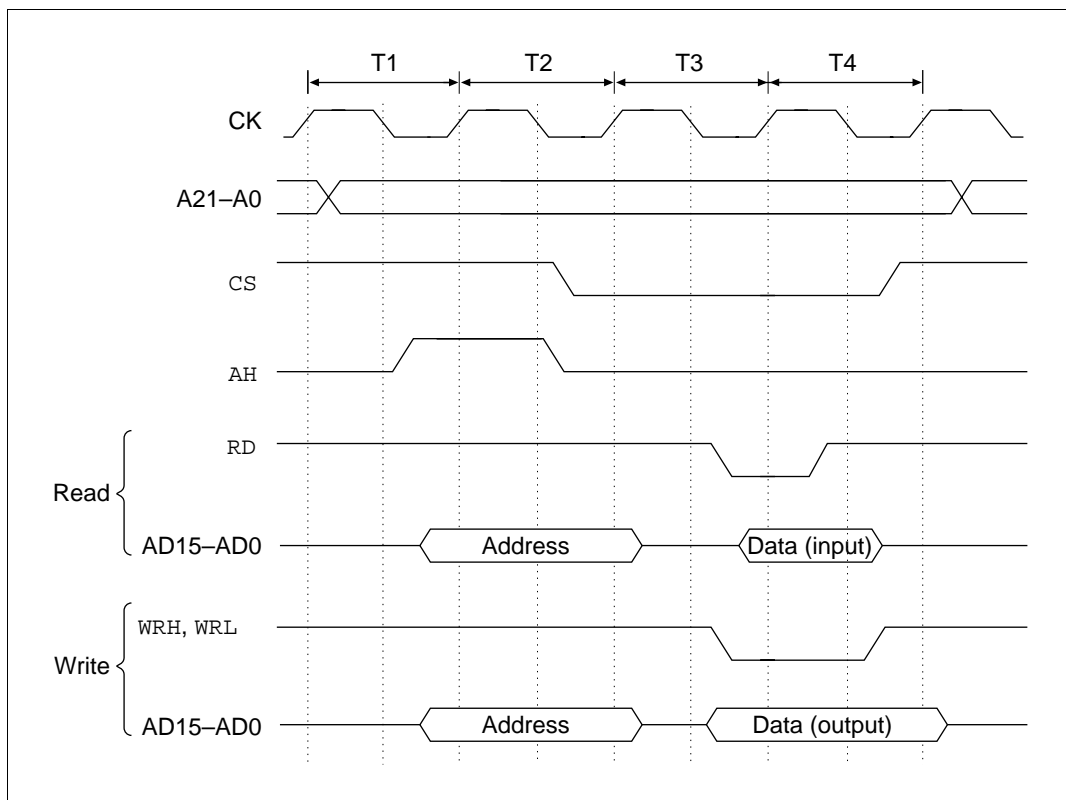 T1 T2 T3 T4
CK
A21–A0
CS
AH
RD
Read
AD15–AD0 Address Data (input)
WRH, WRL
Write
AD15–AD0 Address Data (output)